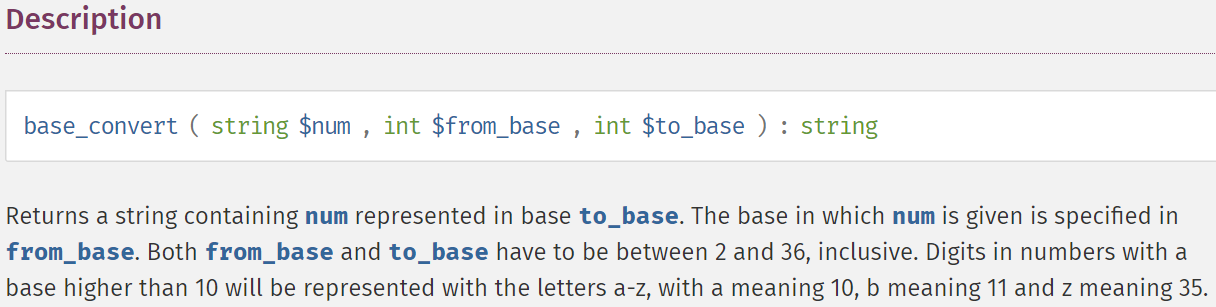 Description
base_convert ( string $num , int $from_base , int $to_base ) : string
Returns a string containing num represented in base to_base. The base in which num is given is specified in
from_base. Both from_base and to_base have to be between 2 and 36, inclusive. Digits in numbers with a
base higher than 10 will be represented with the letters a-z, with a meaning 10, b meaning 11 and z meaning 35.